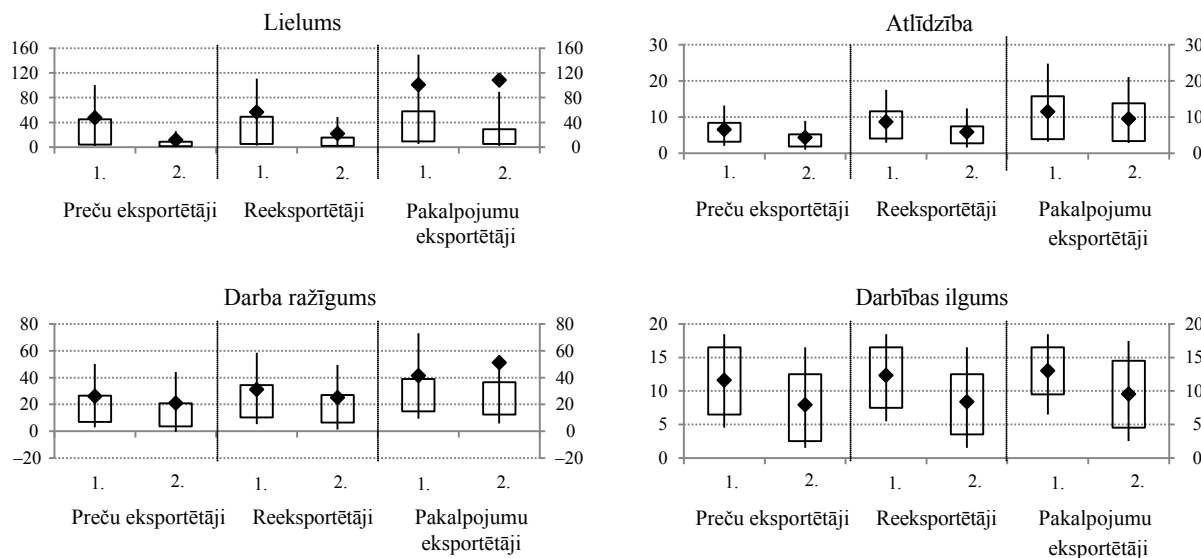 Lielums
160 160
120 120
80 80
40 40
0 0
1. 2. 1. 2. 1. 2.
Preču eksportētāji Reeksportētāji Pakalpojumu
eksportētāji
Atlīdzība
30 30
20 20
10 10
0 0
1. 2. 1. 2. 1. 2.
Preču eksportētāji Reeksportētāji Pakalpojumu
eksportētāji
Darba ražīgums
80 80
60 60
40 40
20 20
0 0
–20 –20
1. 2. 1. 2. 1. 2.
Preču eksportētāji Reeksportētāji Pakalpojumu
eksportētāji
Darbības ilgums
20 20
15 15
10 10
5 5
0 0
1. 2. 1. 2. 1. 2.
Preču eksportētāji Reeksportētāji Pakalpojumu
eksportētāji